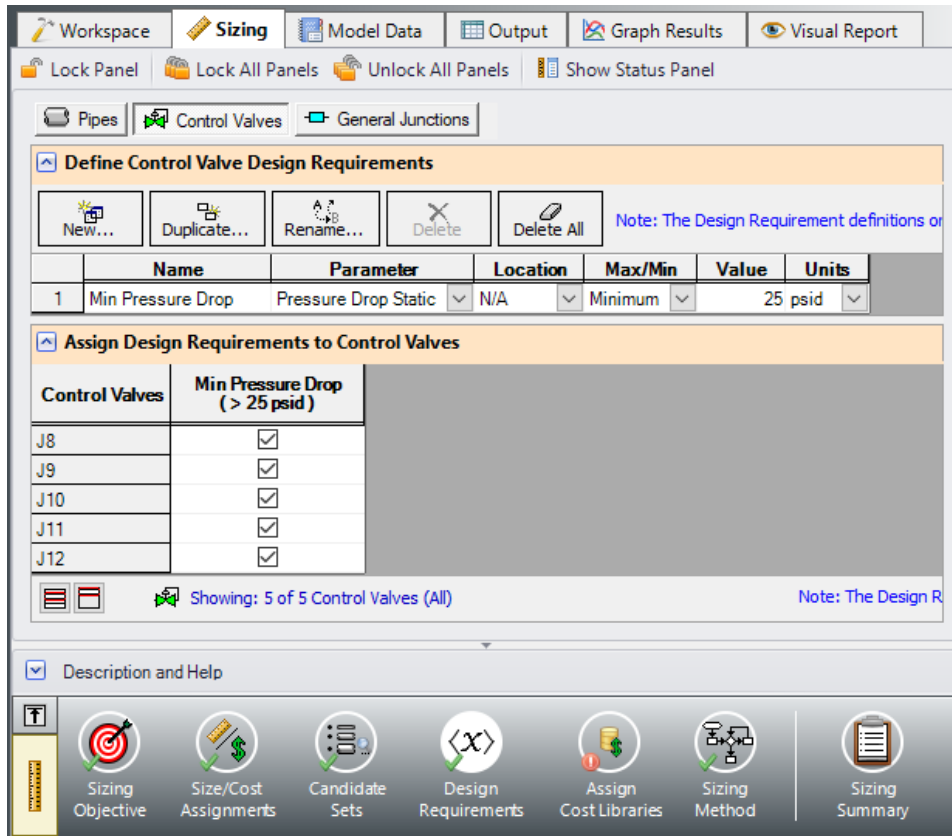 Workspace Sizing Model Data Output Graph Results Visual Report
Lock Panel Lock All Panels Unlock All Panels Show Status Panel
Pipes Control Valves General Junctions
Define Control Valve Design Requirements
New... Duplicate... Rename... Delete Delete All Note: The Design Requirement definitions or
Name Parameter Location Max/Min Value Units
1 Min Pressure Drop Pressure Drop Static N/A Minimum 25 psid
Assign Design Requirements to Control Valves
Control Valves Min Pressure Drop
( > 25 psid )
J8
J9
J10
J11
J12
Showing: 5 of 5 Control Valves (All) Note: The Design R
Description and Help
Sizing Size/Cost Candidate Design Assign Sizing Sizing
Objective Assignments Sets Requirements Cost Libraries Method Summary